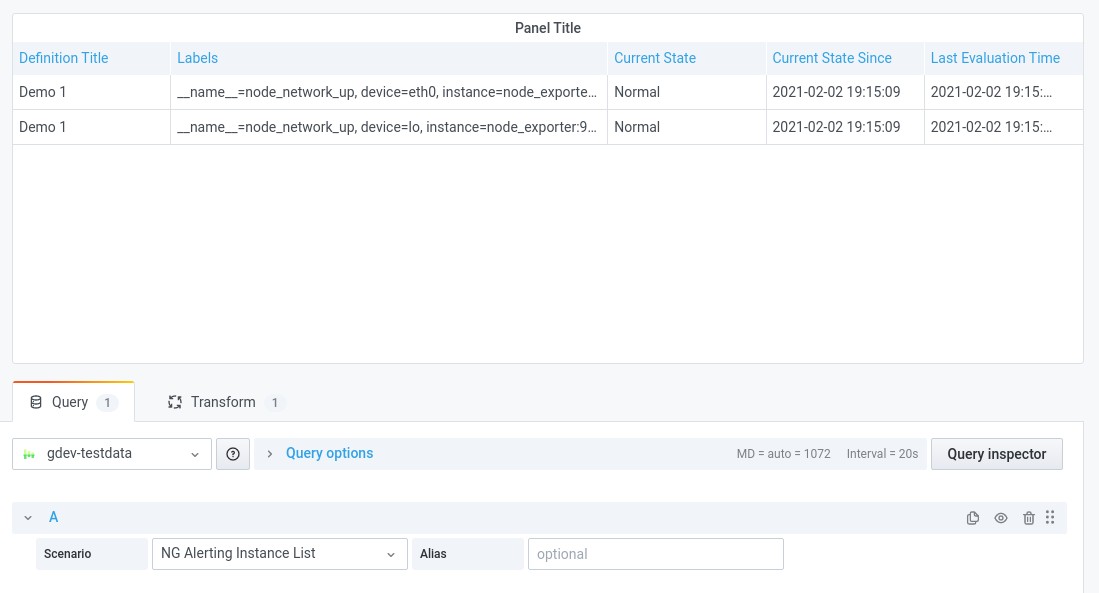 Panel Title
Definition Title Labels Current State Current State Since Last Evaluation Time
Demo 1 __name__=node_network_up, device=eth0, instance=node_exporte... Normal 2021-02-02 19:15:09 2021-02-02 19:15:...
Demo 1 __name__=node_network_up, device=lo, instance=node_exporter:9... Normal 2021-02-02 19:15:09 2021-02-02 19:15:...
Query 1 Transform 1
gdev-testdata Query options MD = auto = 1072 Interval = 20s Query inspector
A
Scenario NG Alerting Instance List Alias optional